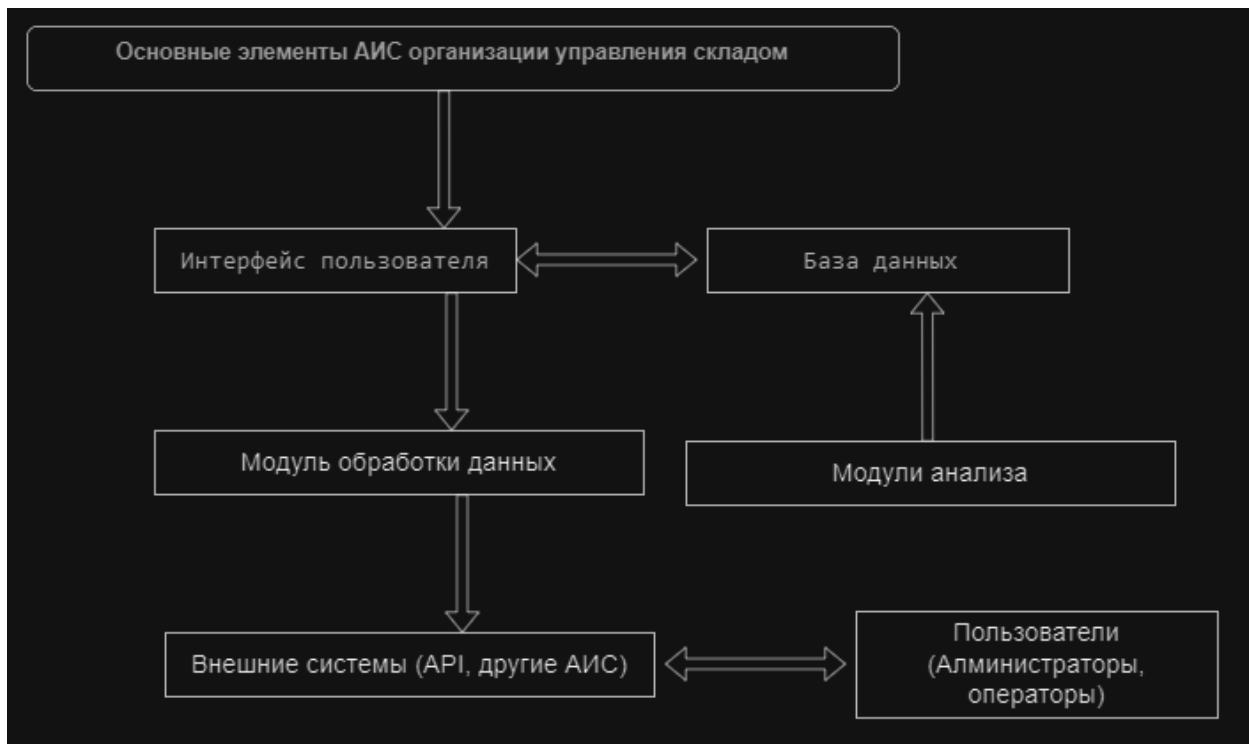 Основные элементы АИС организации управления складом
Интерфейс пользователя
База данных
Модуль обработки данных
Модули анализа
Внешние системы (API, другие АИС)
Пользователи
(Алминистраторы,
операторы)